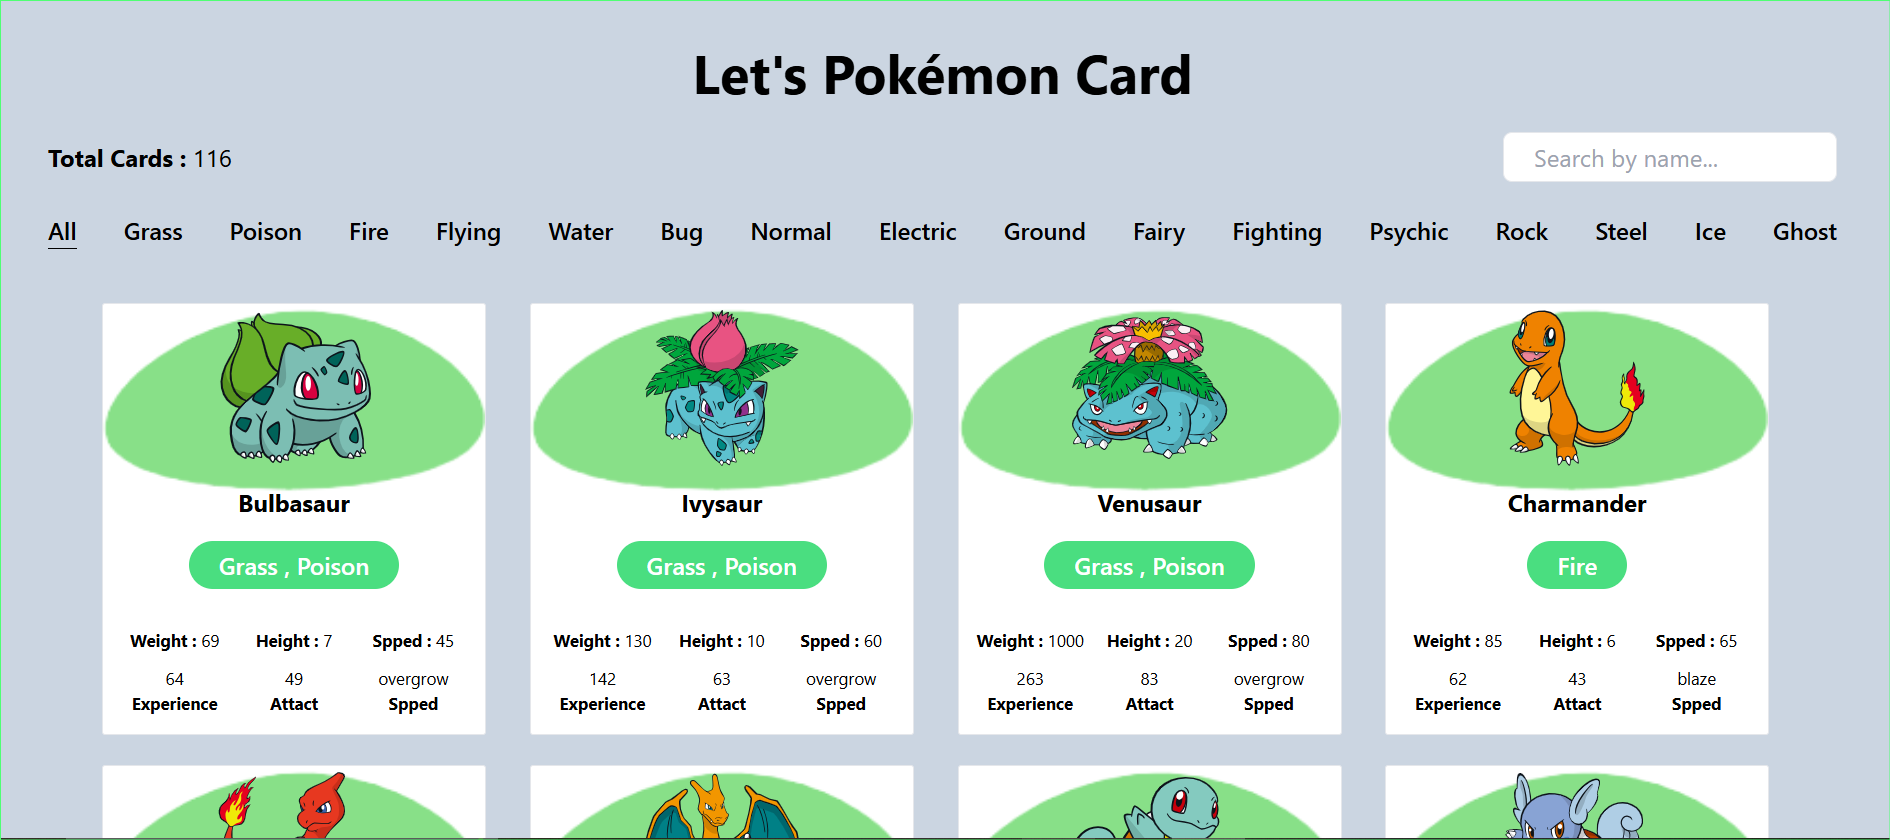 Let's Pokémon Card
Total Cards : 116
Search by name...
All Grass Poison Fire Flying Water Bug Normal Electric Ground Fairy Fighting Psychic Rock Steel Ice Ghost
Bulbasaur
Grass , Poison
Weight : 69 Height : 7 Spped : 45
64 49 overgrow
Experience Attact Spped
Ivysaur
Grass , Poison
Weight : 130 Height : 10 Spped : 60
142 63 overgrow
Experience Attact Spped
Venusaur
Grass , Poison
Weight : 1000 Height : 20 Spped : 80
263 83 overgrow
Experience Attact Spped
Charmander
Fire
Weight : 85 Height : 6 Spped : 65
62 43 blaze
Experience Attact Spped